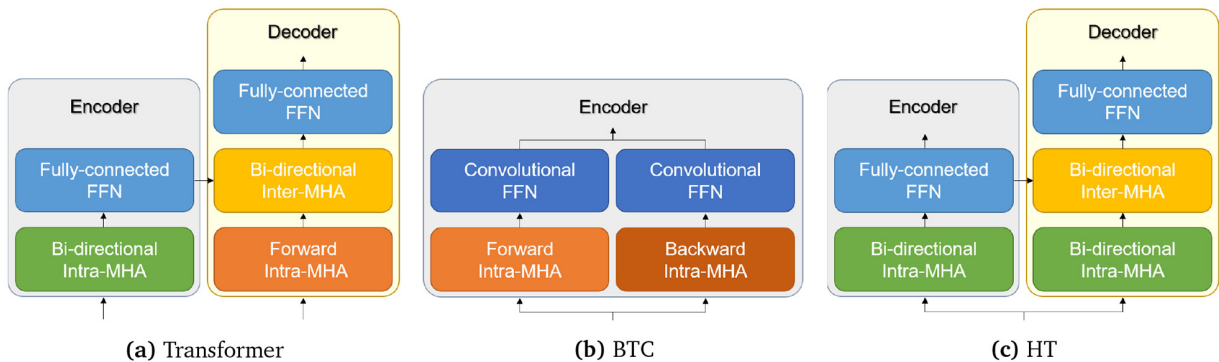 Encoder
Fully-connected
FFN
Bi-directional
Intra-MHA
Decoder
Fully-connected
FFN
Bi-directional
Inter-MHA
Forward
Intra-MHA
(a) Transformer
Encoder
Convolutional
FFN
Convolutional
FFN
Forward
Intra-MHA
Backward
Intra-MHA
(b) BTC
Encoder
Fully-connected
FFN
Bi-directional
Intra-MHA
Decoder
Fully-connected
FFN
Bi-directional
Inter-MHA
Bi-directional
Intra-MHA
(c) HT